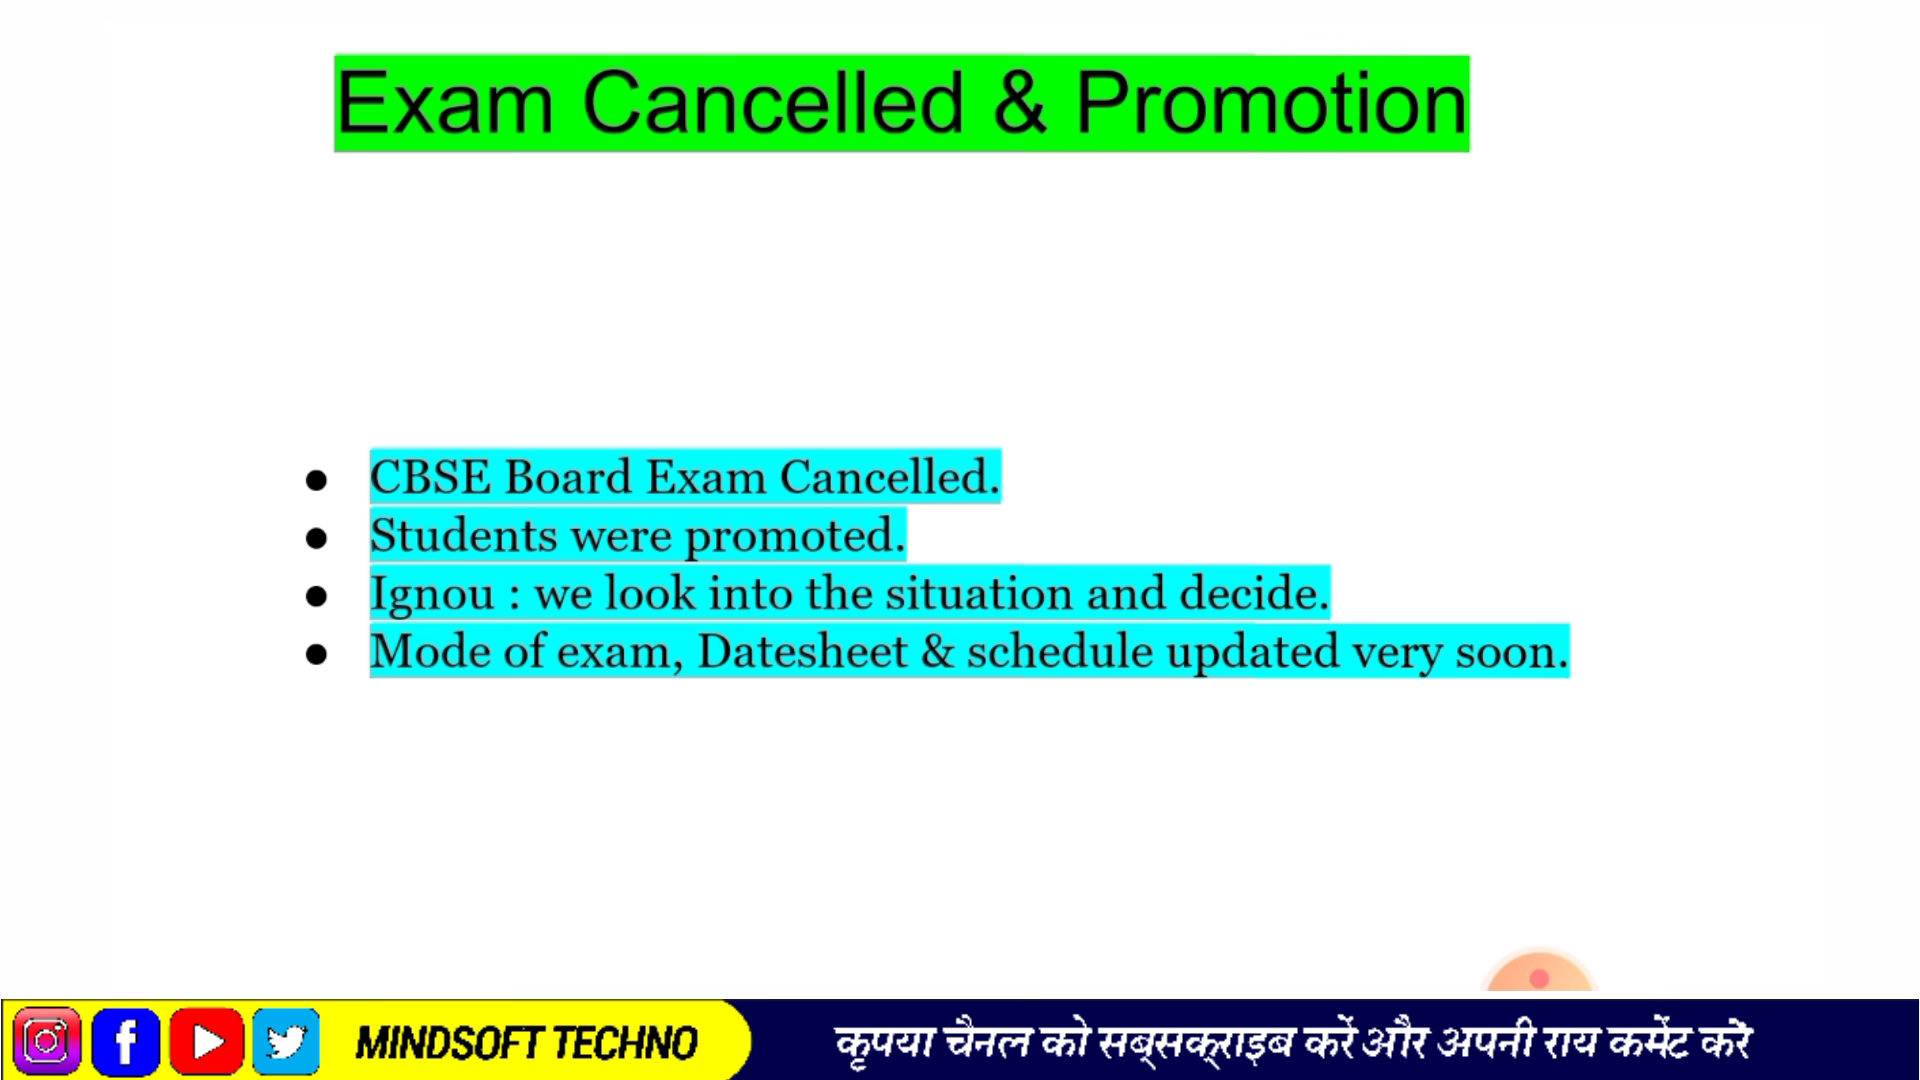 Exam Cancelled & Promotion
● CBSE Board Exam Cancelled.
● Students were promoted.
● Ignou : we look into the situation and decide.
● Mode of exam, Datesheet & schedule updated very soon.
MINDSOFT TECHNO
कृपया चैनल को सब्सक्राइब करें और अपनी राय कमेंट करें